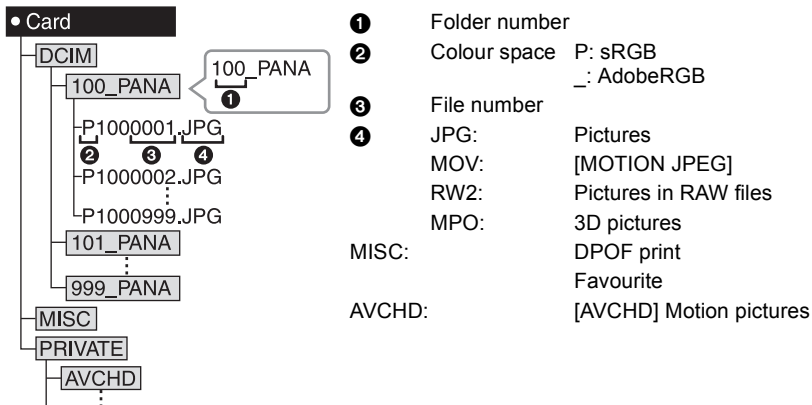 • Card
DCIM
100_PANA
100_PANA
❶
P1000001.JPG
❷ ❸ ❹
P1000002.JPG
P1000999.JPG
101_PANA
999_PANA
MISC
PRIVATE
AVCHD
❶ Folder number
❷ Colour space P: sRGB
_: AdobeRGB
❸ File number
❹ JPG: Pictures
MOV: [MOTION JPEG]
RW2: Pictures in RAW files
MPO: 3D pictures
MISC: DPOF print
Favourite
AVCHD: [AVCHD] Motion pictures